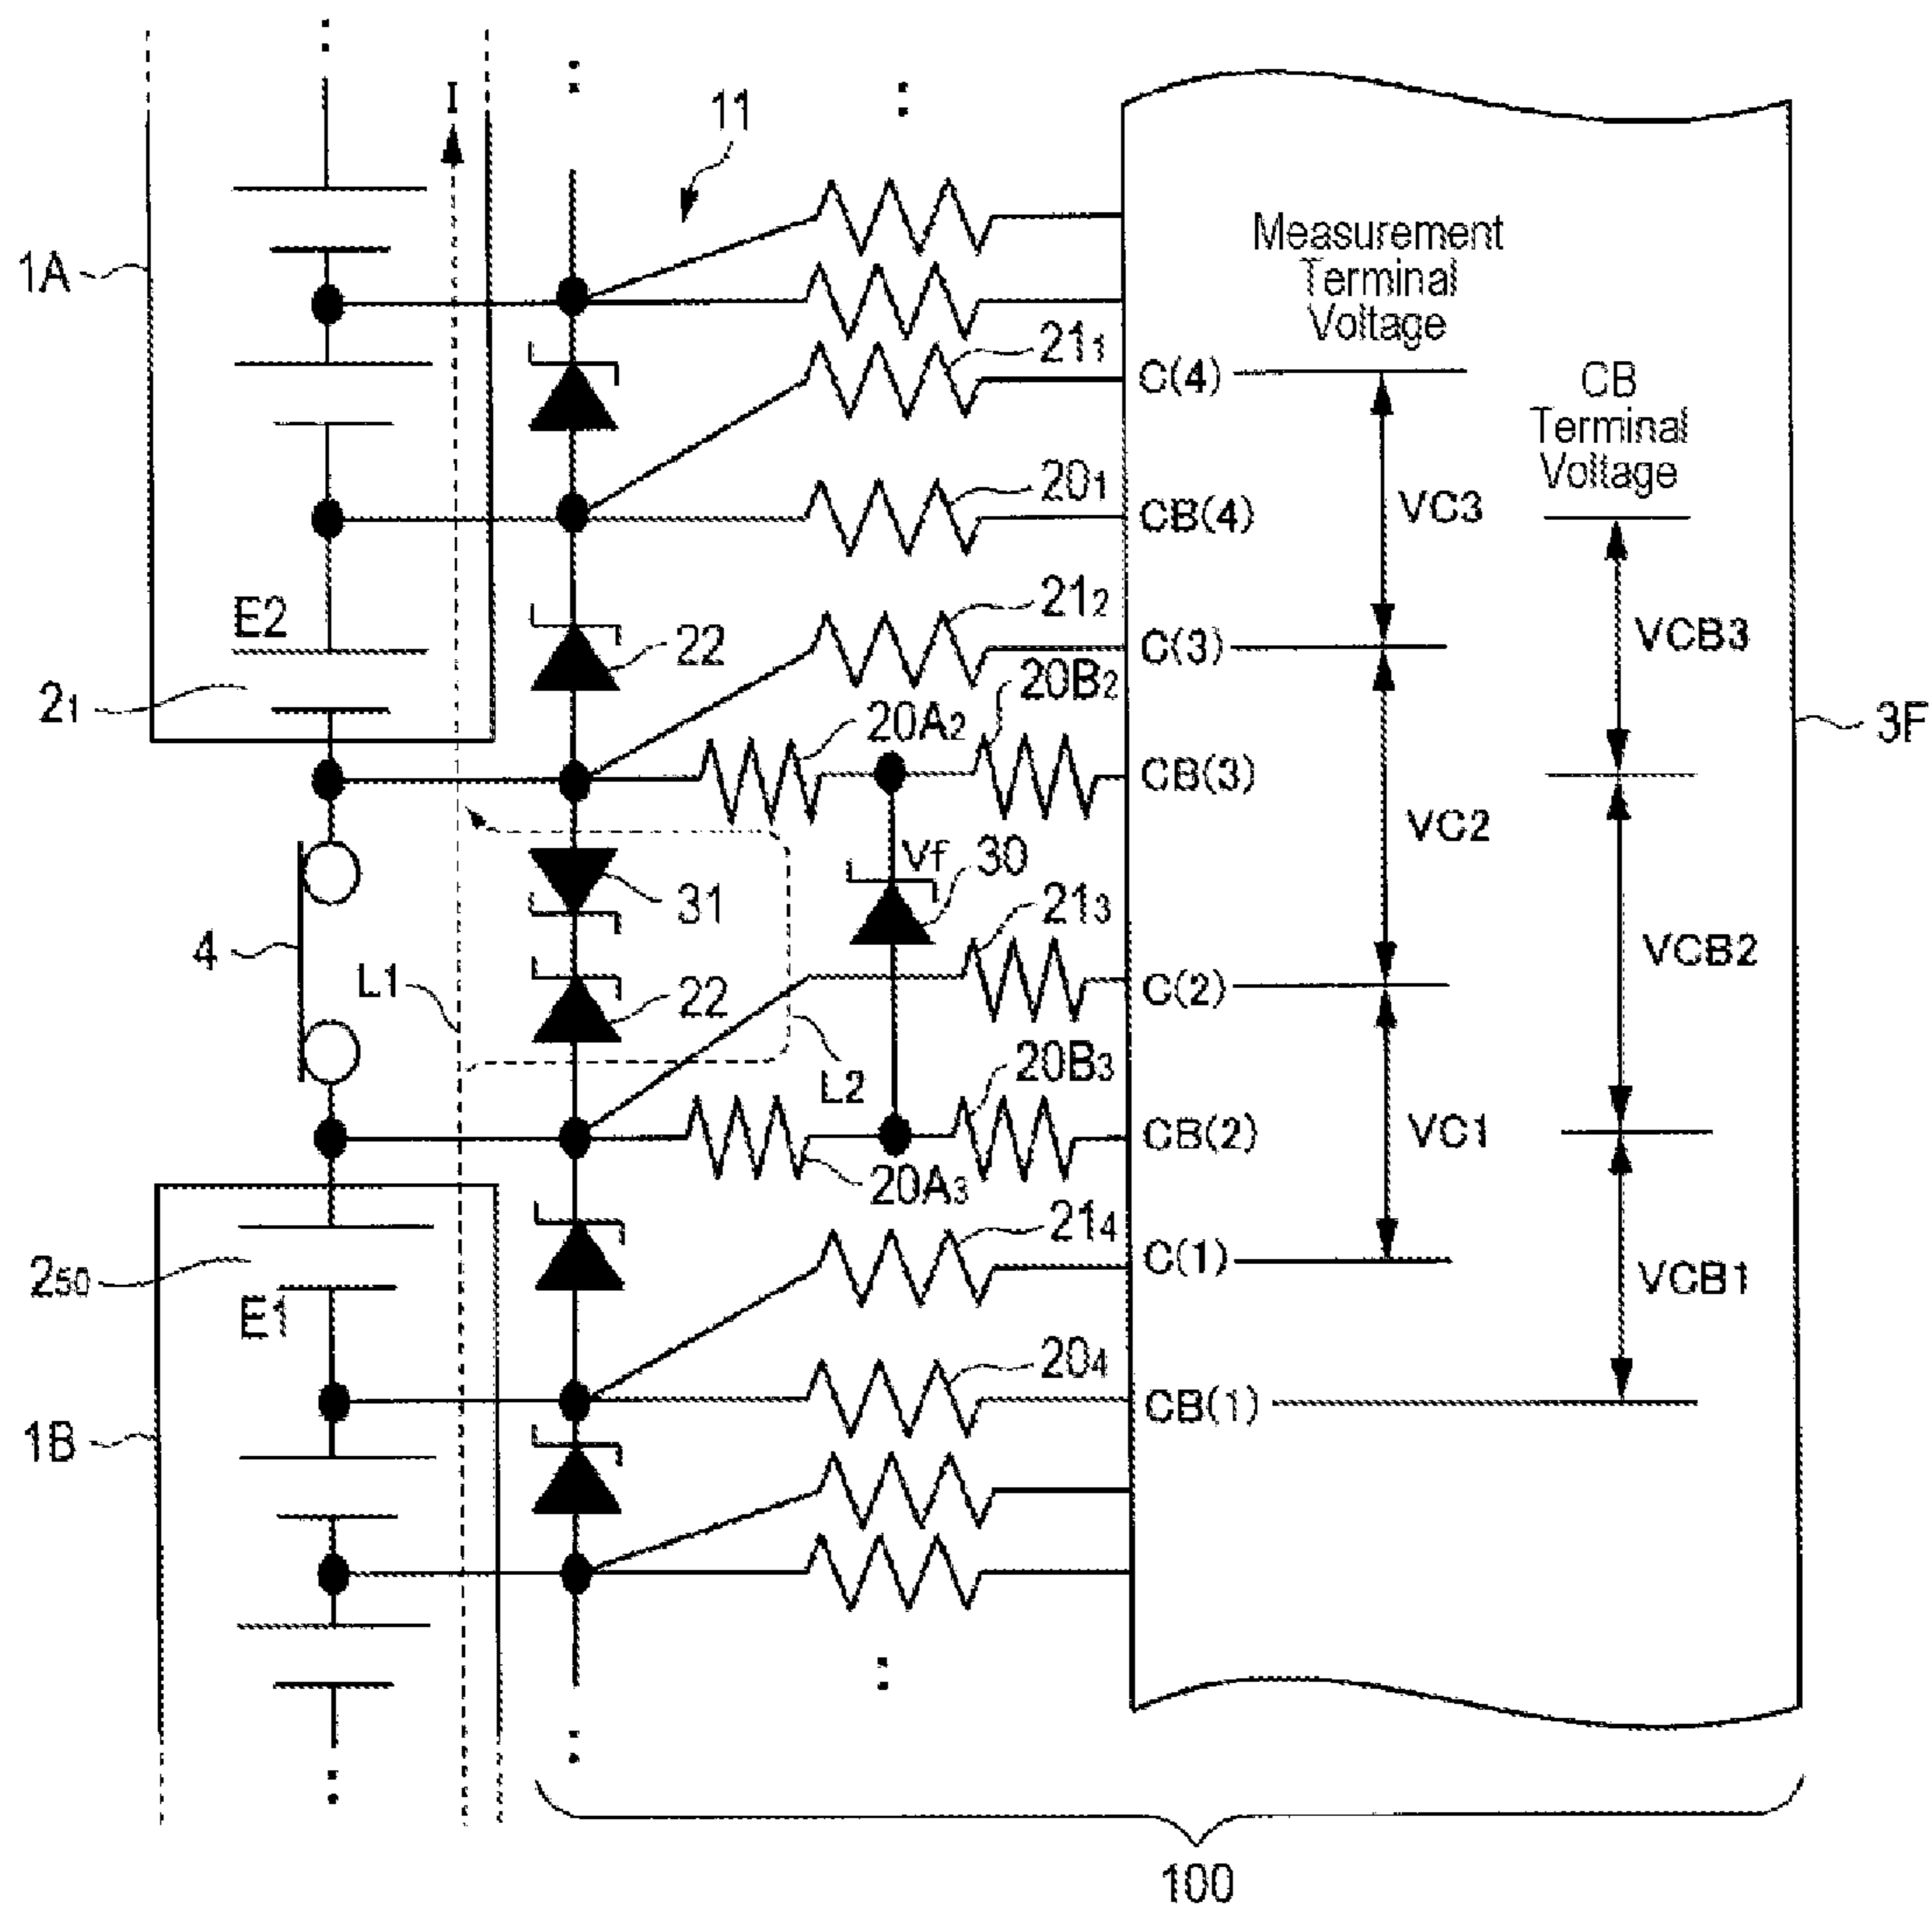 I
11
1A
Measurement
Terminal
Voltage
21₁
C(4)
CB
Terminal
Voltage
20₁
CB(4)
VC3
E2
21₂
22
C(3)
20B₂
VCB3
2₁
20A₂
3F
CB(3)
Vf
30
VC2
31
21₃
4
L1
22
C(2)
VCB2
L2
20B₃
CB(2)
VC1
20A₃
21₄
2₅₀
C(1)
VCB1
E1
20₄
CB(1)
1B
100